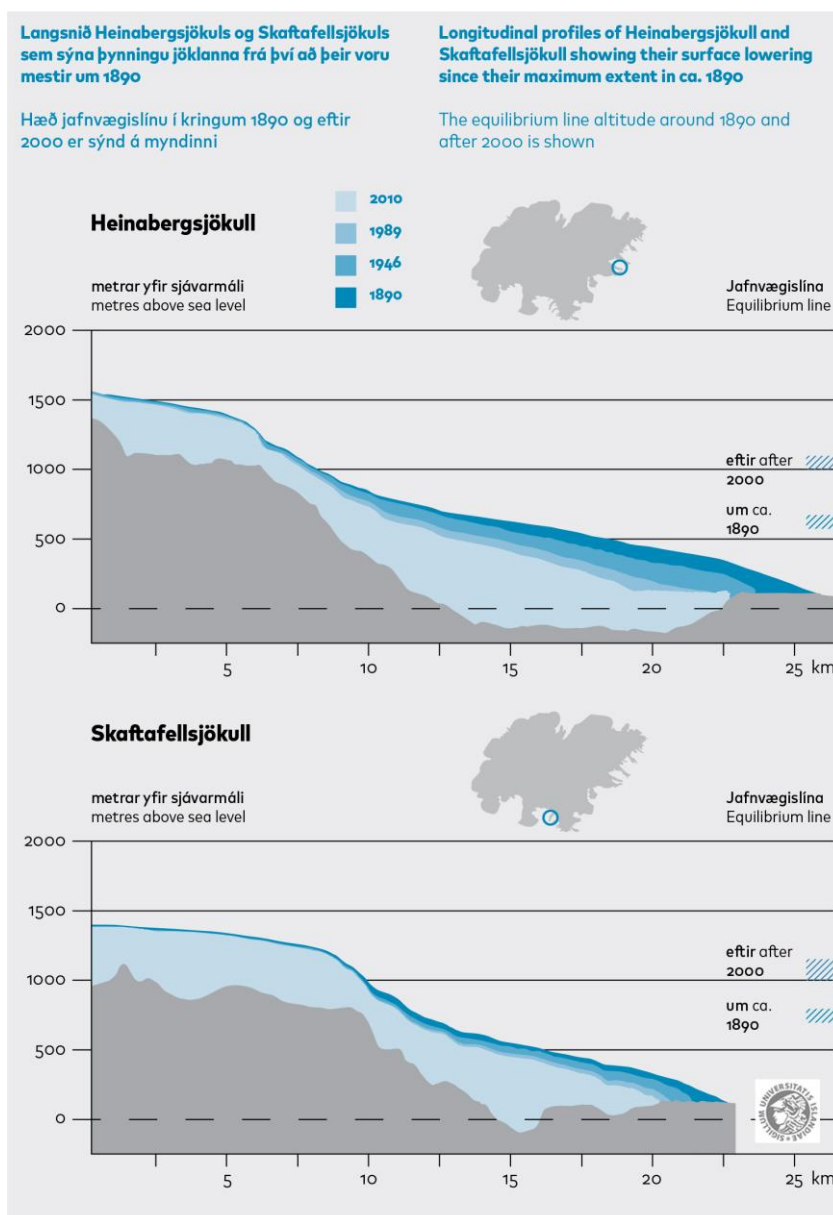 Langsnið Heinabergsjökuls og Skaftafellsjökuls
sem sýna þynningu jöklanna frá því að þeir voru
mestir um 1890
Hæð jafnvægislínu í kringum 1890 og eftir
2000 er sýnd á myndinni
Longitudinal profiles of Heinabergsjökull and
Skaftafellsjökull showing their surface lowering
since their maximum extent in ca. 1890
The equilibrium line altitude around 1890 and
after 2000 is shown
Heinabergsjökull
2010
1989
1946
1890
metrar yfir sjávarmáli
metres above sea level
Jafnvægislína
Equilibrium line
2000
1500
1000
500
0
eftir after
2000
um ca.
1890
5 10 15 20 25 km
Skaftafellsjökull
metrar yfir sjávarmáli
metres above sea level
Jafnvægislína
Equilibrium line
2000
1500
1000
500
0
eftir after
2000
um ca.
1890
SIGILLUM UNIVERSITATIS ISLANDIAE
5 10 15 20 25 km